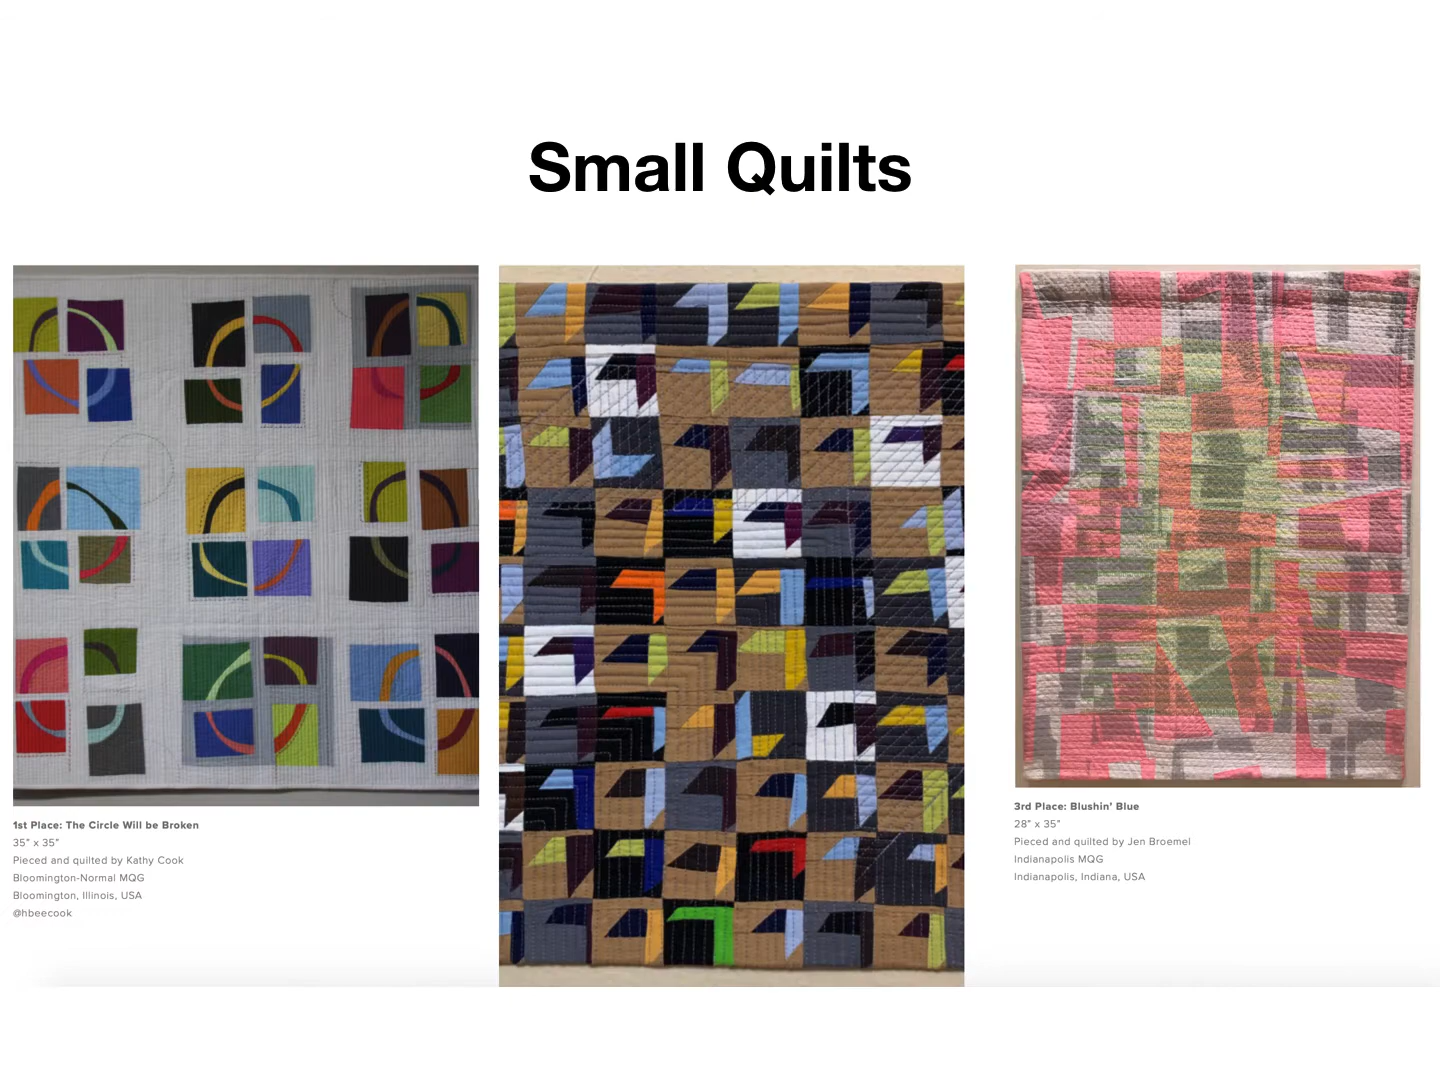 Small Quilts
1st Place: The Circle Will be Broken
35" x 35"
Pieced and quilted by Kathy Cook
Bloomington-Normal MQG
Bloomington, Illinois, USA
@hbeecook
3rd Place: Blushin' Blue
28" x 35"
Pieced and quilted by Jen Broemel
Indianapolis MQG
Indianapolis, Indiana, USA